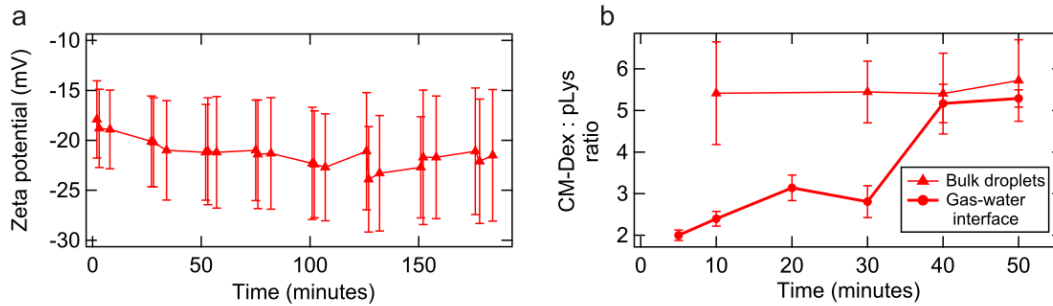 a
-10
-15
-20
-25
-30
Zeta potential (mV)
0
50
100
150
Time (minutes)
b
6
5
4
3
2
CM-Dex : pLys
ratio
0
10
20
30
40
50
Time (minutes)
Bulk droplets
Gas-water
interface